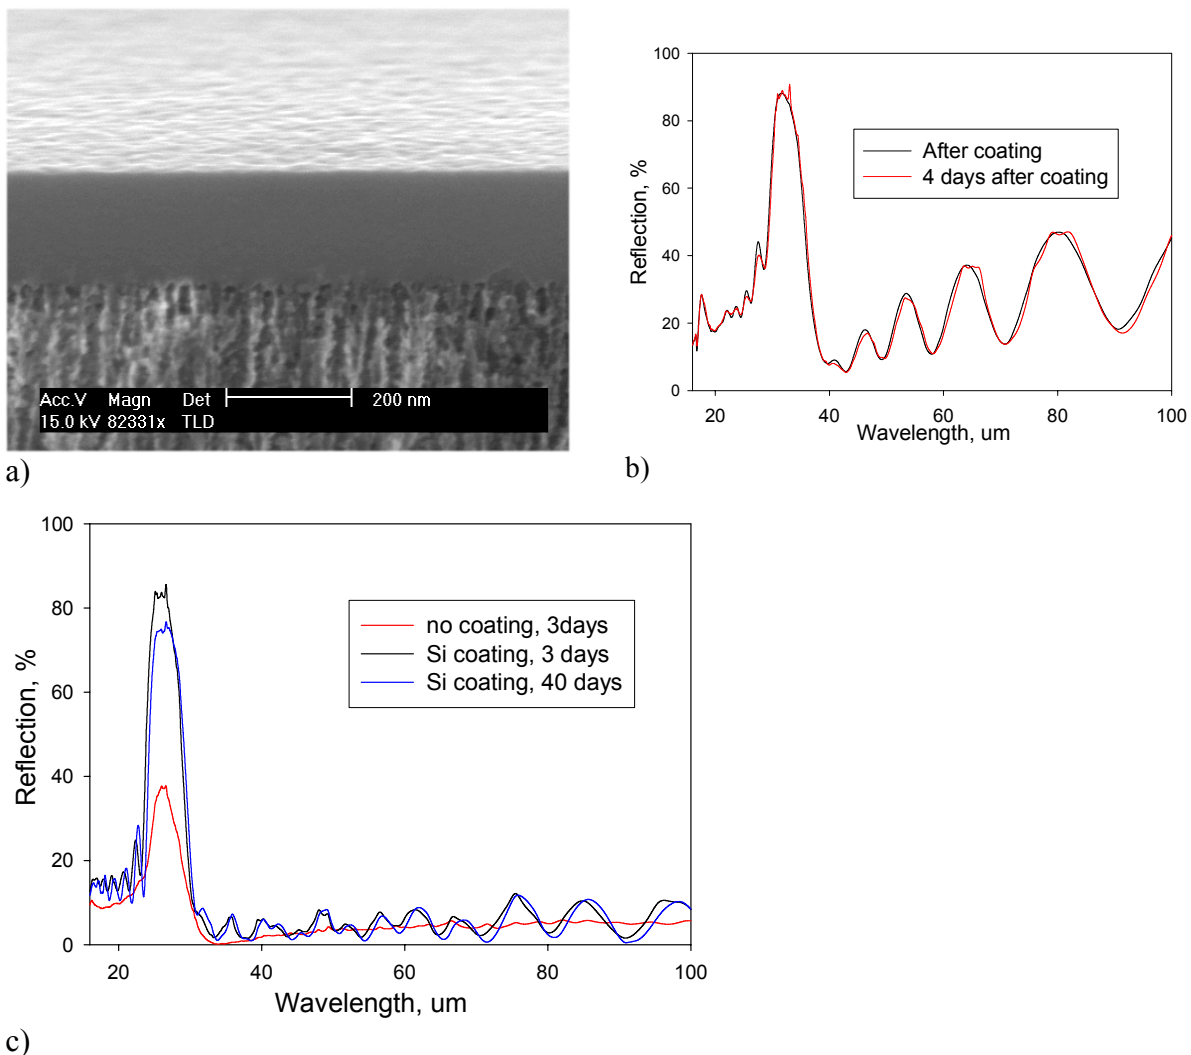 Acc.V Magn Det 200 nm
15.0 kV 82331x TLD
a)
100
80
60
40
20
0
Reflection, %
After coating
4 days after coating
20 40 60 80 100
Wavelength, um
b)
100
80
60
40
20
0
Reflection, %
no coating, 3days
Si coating, 3 days
Si coating, 40 days
20 40 60 80 100
Wavelength, um
c)